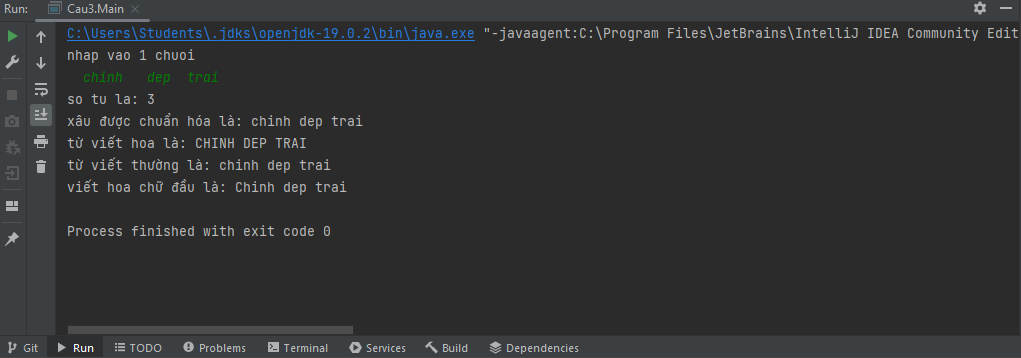 Run: Cau3.Main
C:\Users\Students\.jdks\openjdk-19.0.2\bin\java.exe "-javaagent:C:\Program Files\JetBrains\IntelliJ IDEA Community Edit
nhap vao 1 chuoi
chinh dep trai
so tu la: 3
xâu được chuẩn hóa là: chinh dep trai
từ viết hoa là: CHINH DEP TRAI
từ viết thường là: chinh dep trai
viết hoa chữ đầu là: Chinh dep trai
Process finished with exit code 0
Git Run TODO Problems Terminal Services Build Dependencies